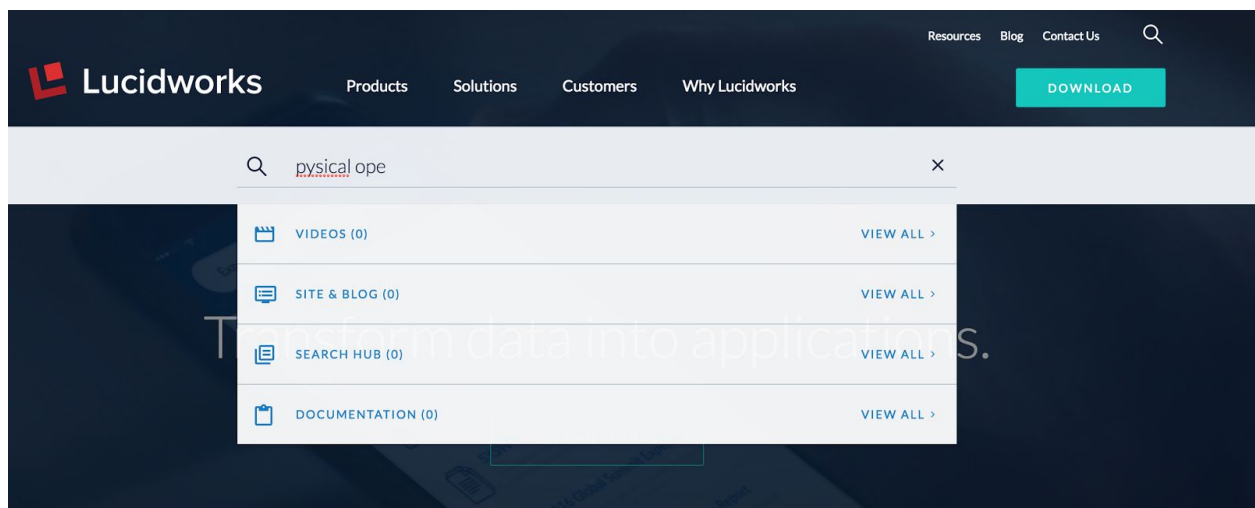 Resources Blog Contact Us
Lucidworks Products Solutions Customers Why Lucidworks DOWNLOAD
pysical ope
VIDEOS (0) VIEW ALL >
SITE & BLOG (0) VIEW ALL >
Transform data into applications.
SEARCH HUB (0) VIEW ALL >
DOCUMENTATION (0) VIEW ALL >